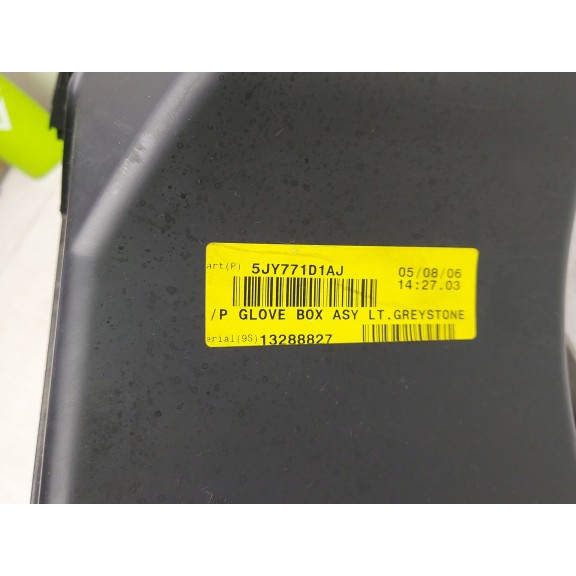 art(P) 5JY771D1AJ 05/08/06
14:27.03
/P GLOVE BOX ASY LT.GREYSTONE
erial(9S) 13288827